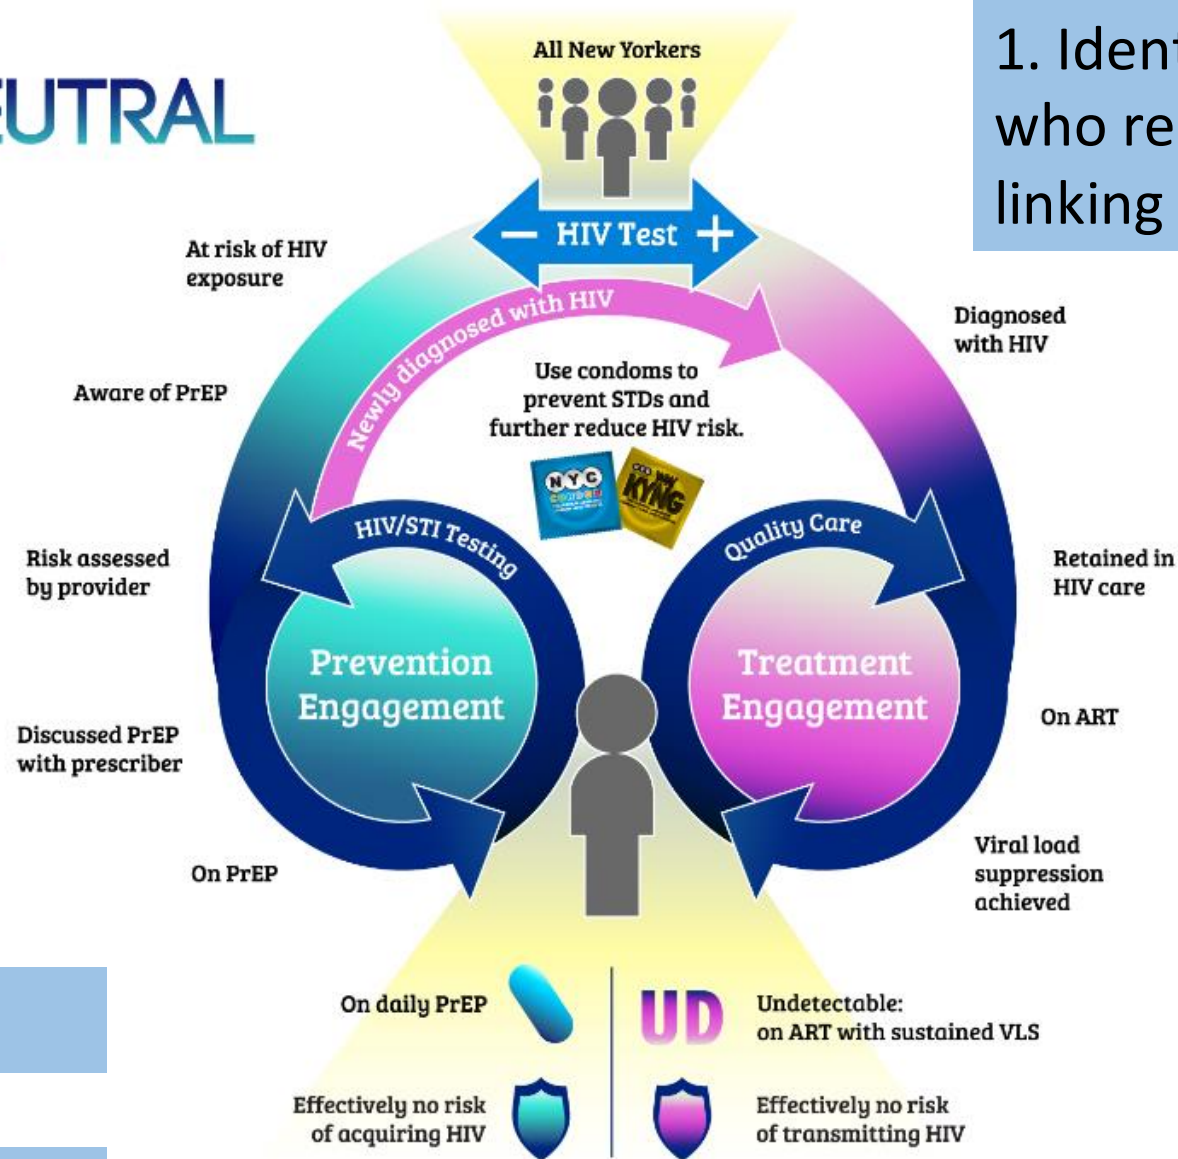 All New Yorkers
EUTRAL
1. Ident
who re
linking
− HIV Test +
At risk of HIV
exposure
Newly diagnosed with HIV
Diagnosed
with HIV
Aware of PrEP
Use condoms to
prevent STDs and
further reduce HIV risk.
NYC
CONDOM
KYNG
HIV/STI Testing
Quality Care
Risk assessed
by provider
Retained in
HIV care
Prevention
Engagement
Treatment
Engagement
Discussed PrEP
with prescriber
On ART
On PrEP
Viral load
suppression
achieved
On daily PrEP
UD
Undetectable:
on ART with sustained VLS
Effectively no risk
of acquiring HIV
Effectively no risk
of transmitting HIV